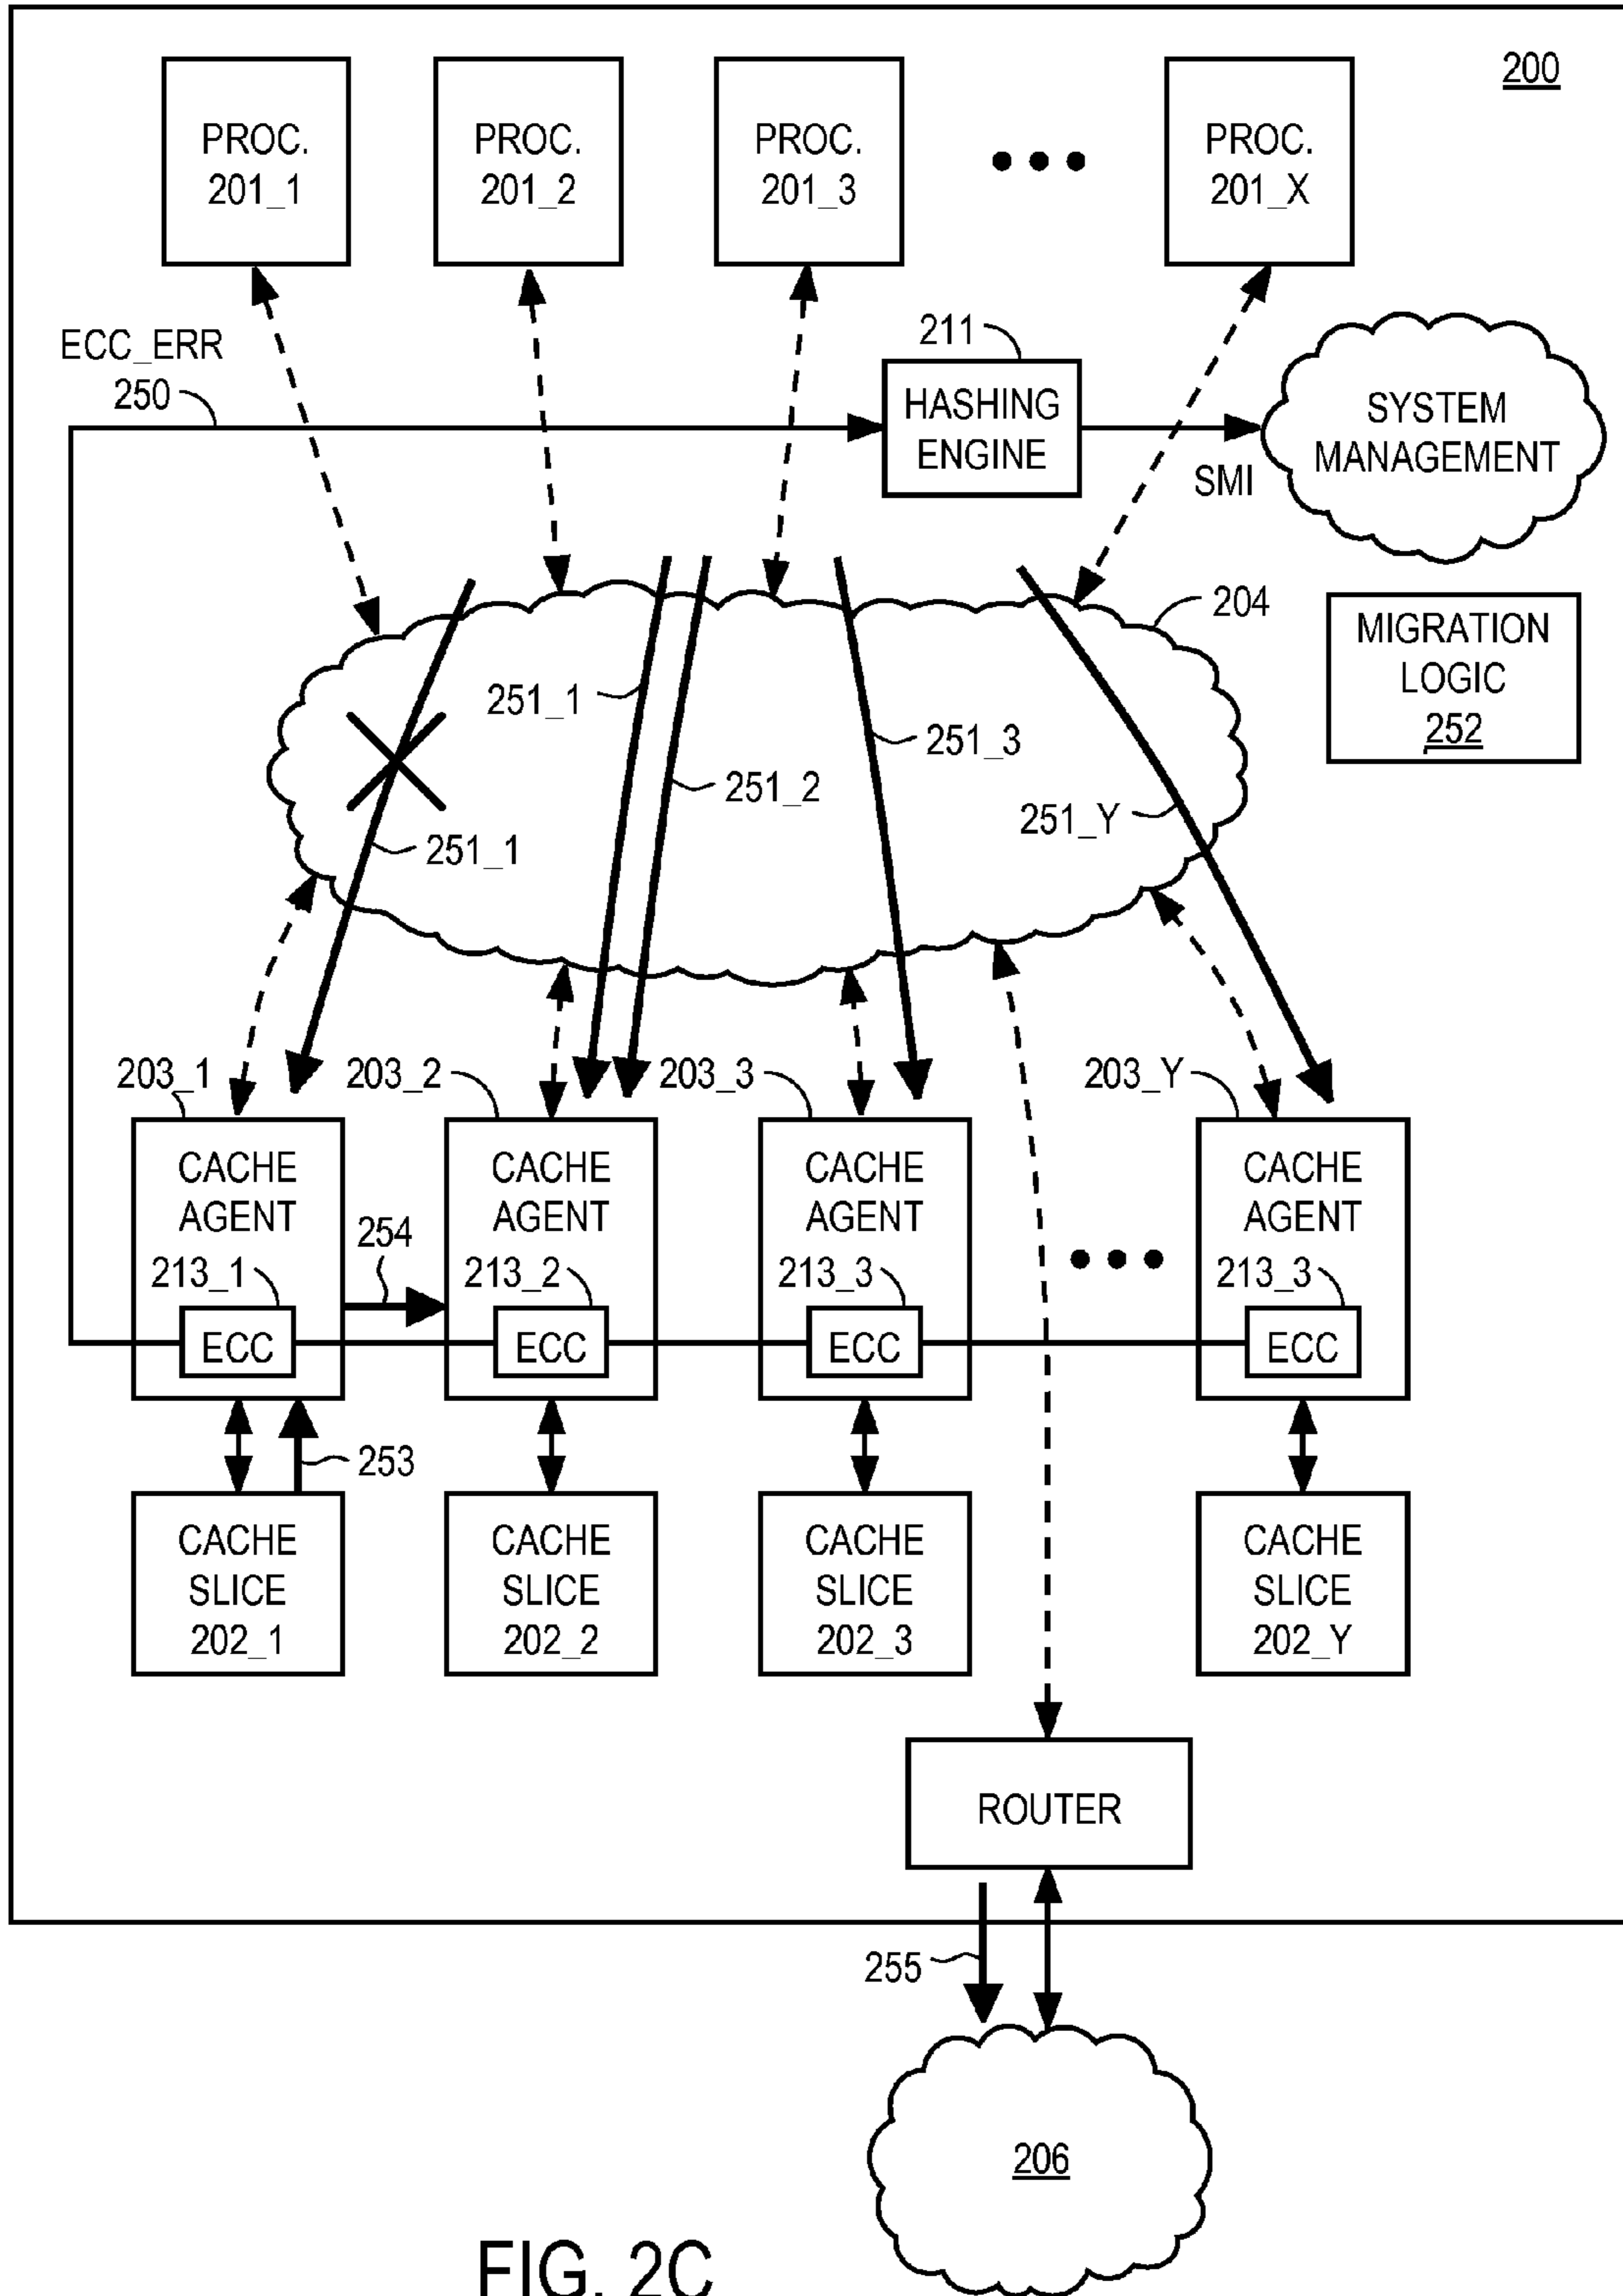 200
PROC.
201_1
PROC.
201_2
PROC.
201_3
PROC.
201_X
ECC_ERR
250
211
HASHING
ENGINE
SMI
SYSTEM
MANAGEMENT
204
MIGRATION
LOGIC
252
251_1
251_2
251_3
251_Y
251_1
203_1
203_2
203_3
203_Y
CACHE
AGENT
CACHE
AGENT
CACHE
AGENT
CACHE
AGENT
254
213_1
213_2
213_3
213_3
ECC
ECC
ECC
ECC
253
CACHE
SLICE
202_1
CACHE
SLICE
202_2
CACHE
SLICE
202_3
CACHE
SLICE
202_Y
ROUTER
255
206
FIG. 2C